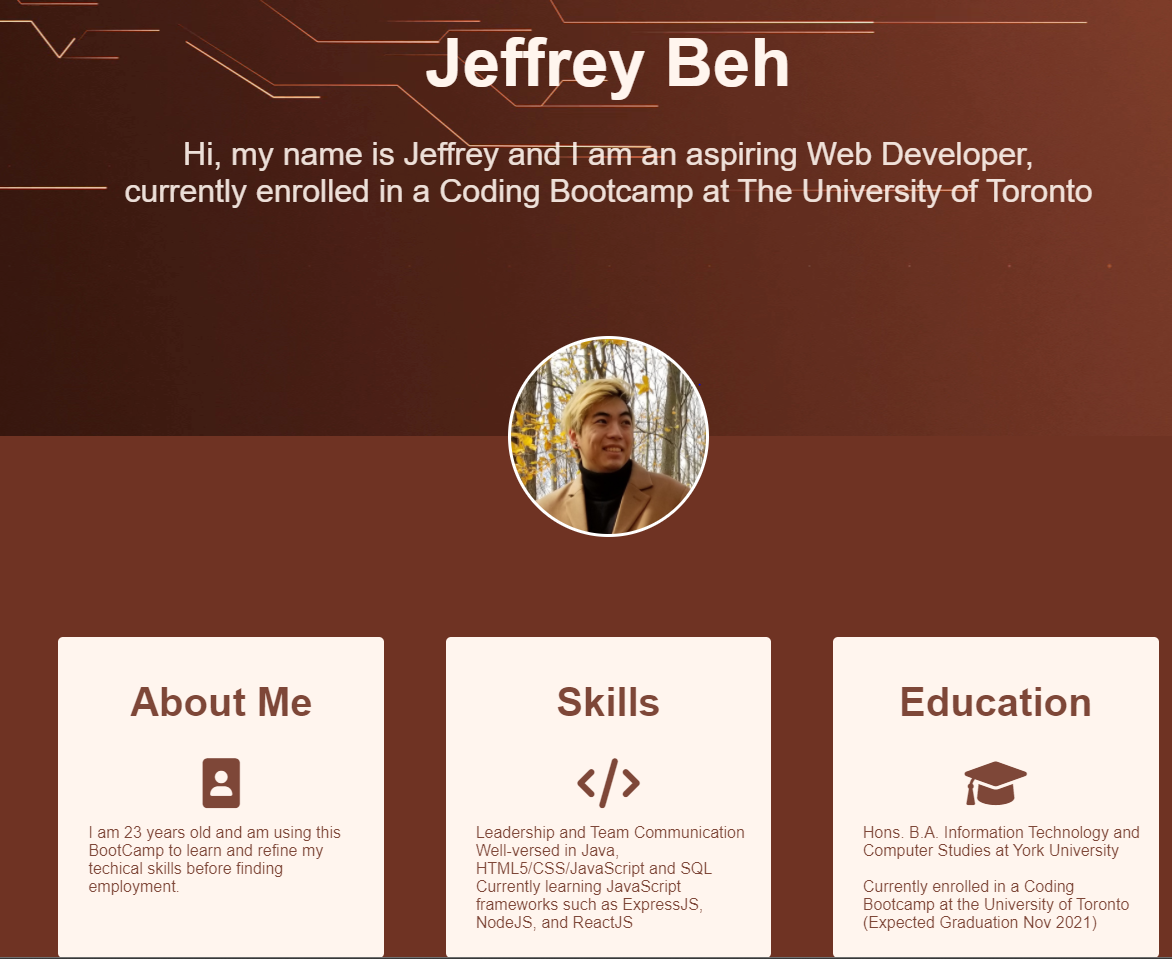 Jeffrey Beh
Hi, my name is Jeffrey and I am an aspiring Web Developer,
currently enrolled in a Coding Bootcamp at The University of Toronto
About Me
I am 23 years old and am using this
BootCamp to learn and refine my
techical skills before finding
employment.
Skills
Leadership and Team Communication
Well-versed in Java,
HTML5/CSS/JavaScript and SQL
Currently learning JavaScript
frameworks such as ExpressJS,
NodeJS, and ReactJS
Education
Hons. B.A. Information Technology and
Computer Studies at York University
Currently enrolled in a Coding
Bootcamp at the University of Toronto
(Expected Graduation Nov 2021)